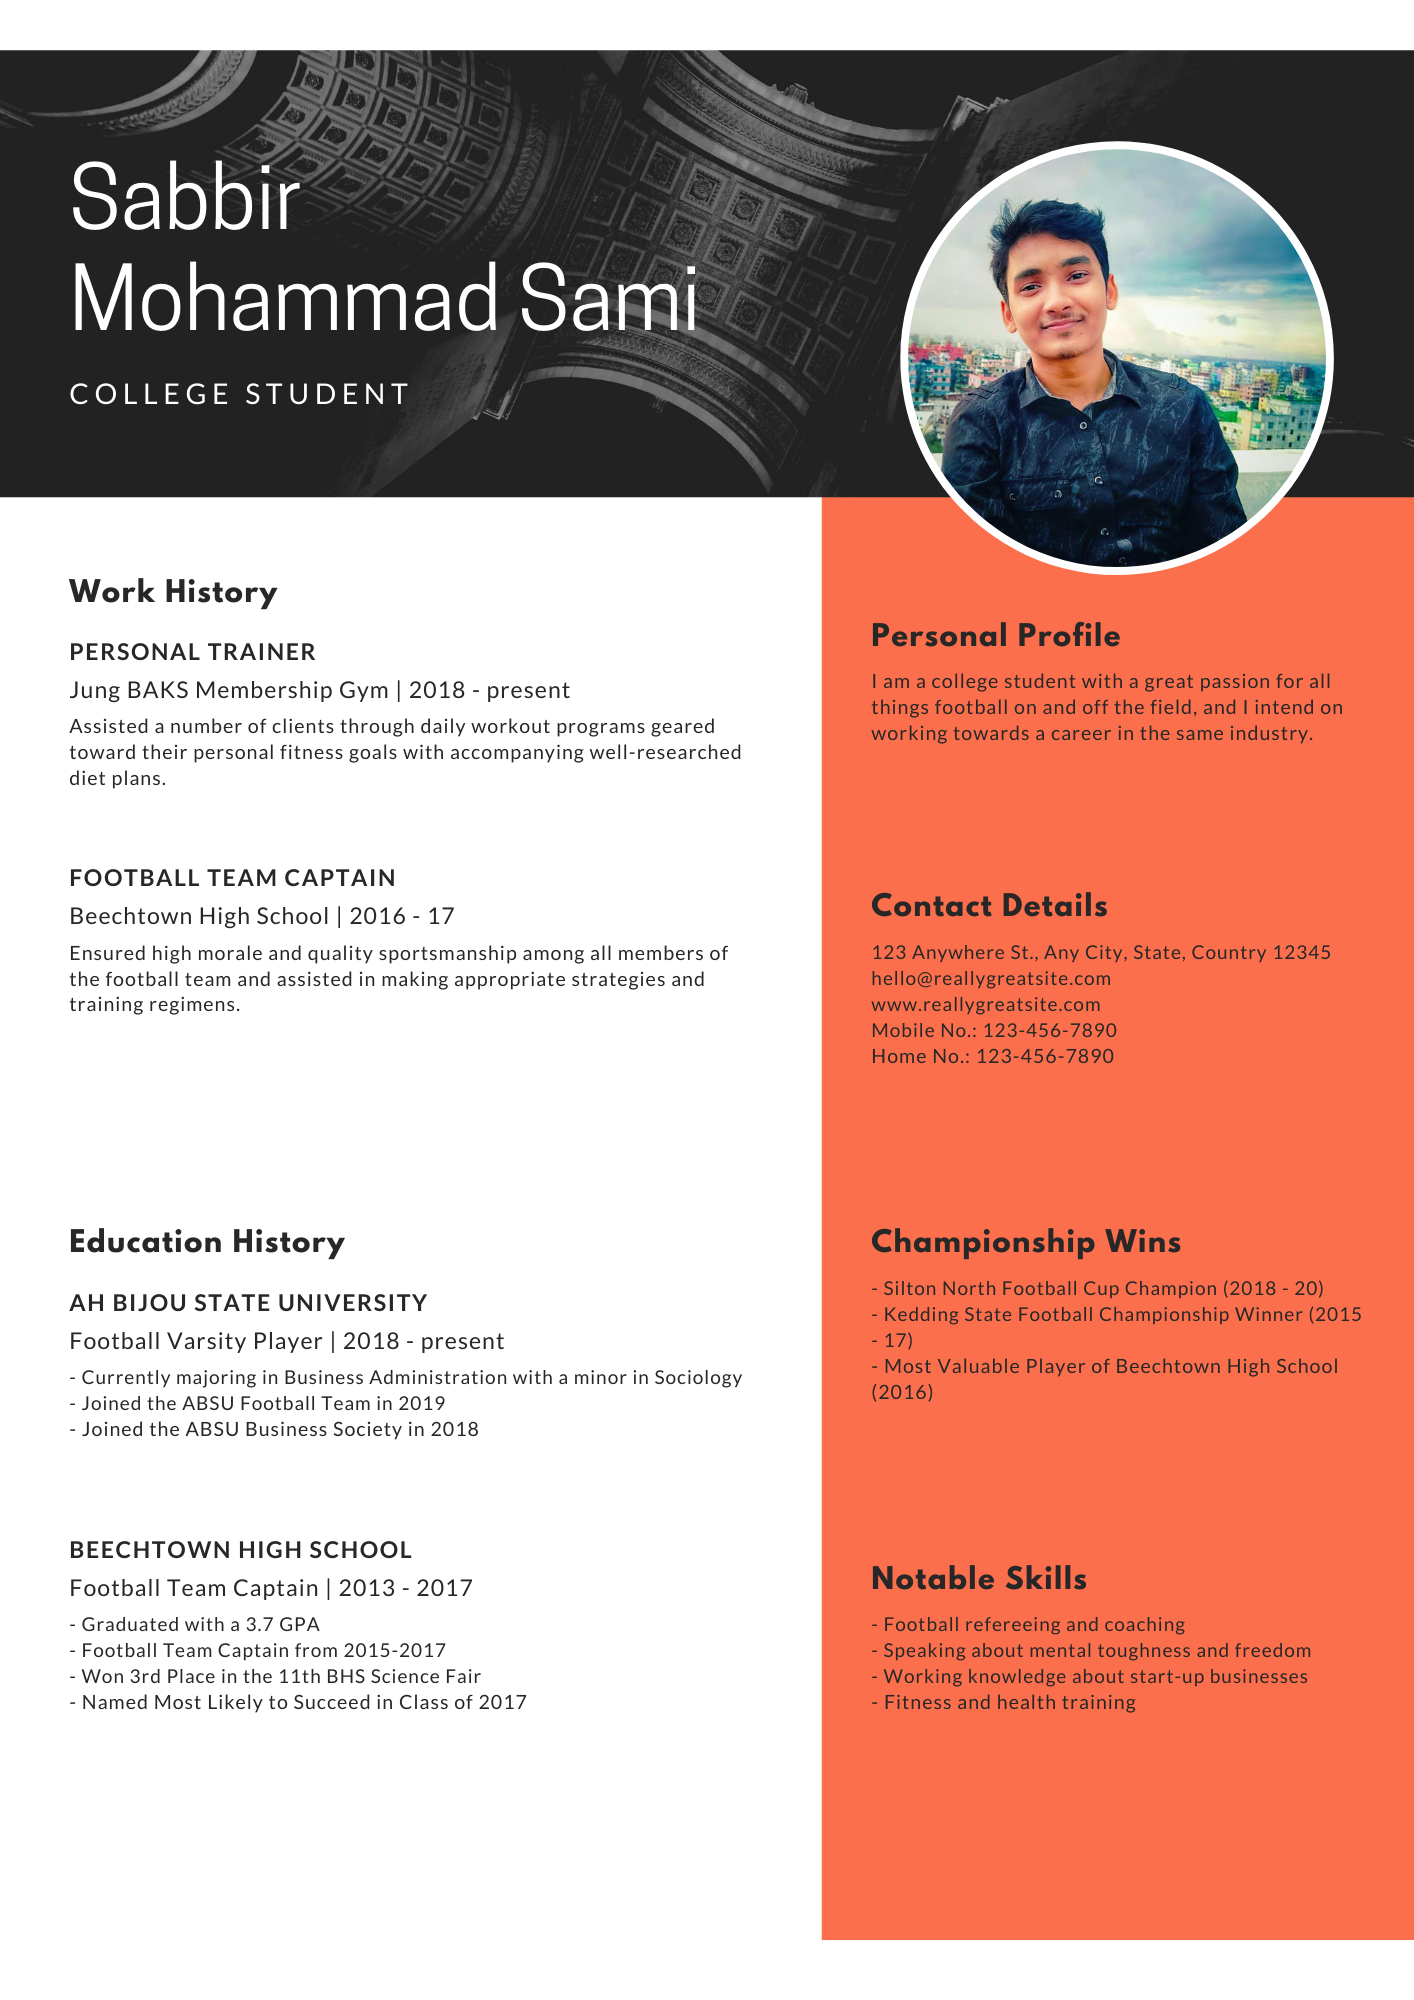 Sabbir
Mohammad Sami
COLLEGE STUDENT
Work History
PERSONAL TRAINER
Jung BAKS Membership Gym | 2018 - present
Assisted a number of clients through daily workout programs geared
toward their personal fitness goals with accompanying well-researched
diet plans.
FOOTBALL TEAM CAPTAIN
Beechtown High School | 2016 - 17
Ensured high morale and quality sportsmanship among all members of
the football team and assisted in making appropriate strategies and
training regimens.
Education History
AH BIJOU STATE UNIVERSITY
Football Varsity Player | 2018 - present
- Currently majoring in Business Administration with a minor in Sociology
- Joined the ABSU Football Team in 2019
- Joined the ABSU Business Society in 2018
BEECHTOWN HIGH SCHOOL
Football Team Captain | 2013 - 2017
- Graduated with a 3.7 GPA
- Football Team Captain from 2015-2017
- Won 3rd Place in the 11th BHS Science Fair
- Named Most Likely to Succeed in Class of 2017
Personal Profile
I am a college student with a great passion for all
things football on and off the field, and I intend on
working towards a career in the same industry.
Contact Details
123 Anywhere St., Any City, State, Country 12345
hello@reallygreatsite.com
www.reallygreatsite.com
Mobile No.: 123-456-7890
Home No.: 123-456-7890
Championship Wins
- Silton North Football Cup Champion (2018 - 20)
- Kedding State Football Championship Winner (2015
- 17)
- Most Valuable Player of Beechtown High School
(2016)
Notable Skills
- Football refereeing and coaching
- Speaking about mental toughness and freedom
- Working knowledge about start-up businesses
- Fitness and health training